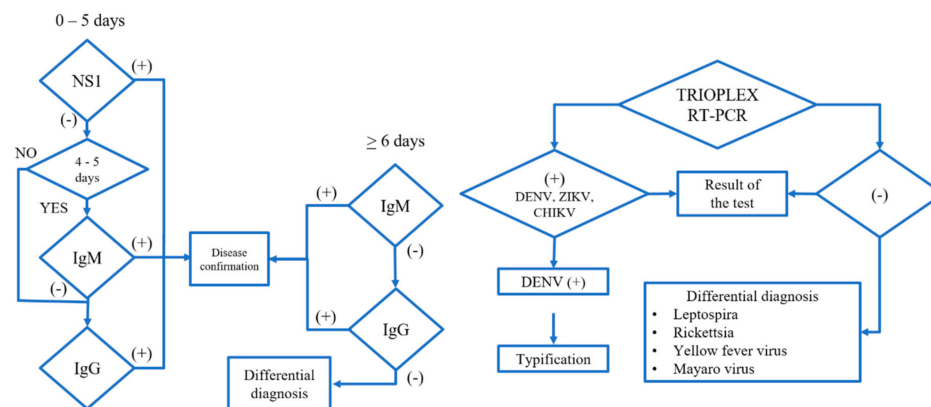 0 – 5 days
NS1
(+)
(-)
NO
4 - 5
days
YES
IgM
(+)
(-)
IgG
(+)
Disease
confirmation
≥ 6 days
(+)
IgM
(-)
(+)
IgG
(-)
Differential
diagnosis
TRIOPLEX
RT-PCR
(+)
DENV, ZIKV,
CHIKV
Result of
the test
(-)
DENV (+)
Typification
Differential diagnosis
• Leptospira
• Rickettsia
• Yellow fever virus
• Mayaro virus